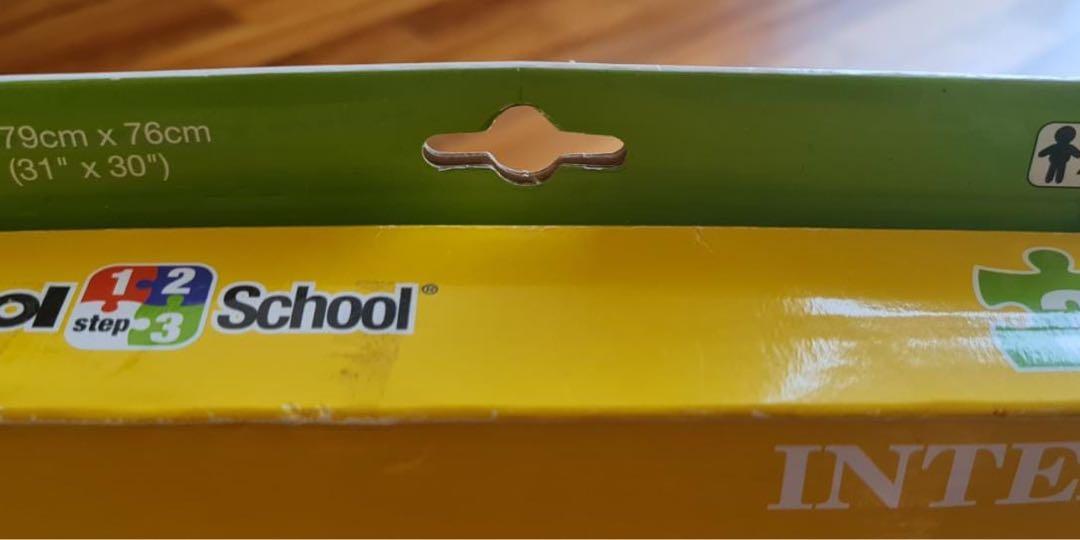 79cm x 76cm
(31" x 30")
ol 1 2 step 3 School®
INTE